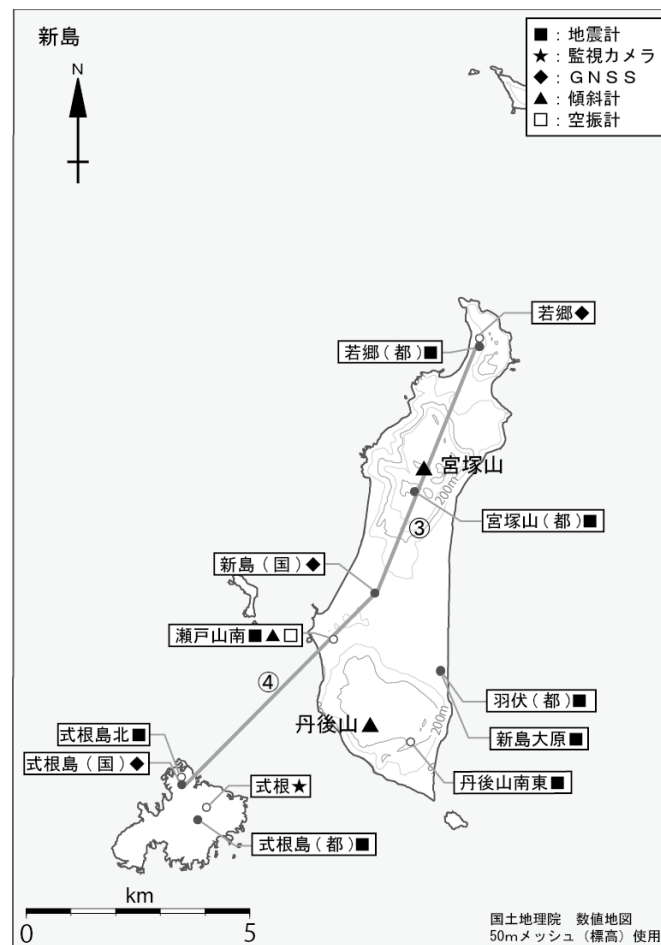 新島
■：地震計
★：監視カメラ
◆：ＧＮＳＳ
▲：傾斜計
□：空振計
N
若郷◆
若郷（都）■
宮塚山
200m
宮塚山（都）■
③
新島（国）◆
瀬戸山南■▲□
④
羽伏（都）■
丹後山
200m
新島大原■
式根島北■
式根島（国）◆
丹後山南東■
式根★
式根島（都）■
km
0
5
国土地理院　数値地図
50mメッシュ（標高）使用